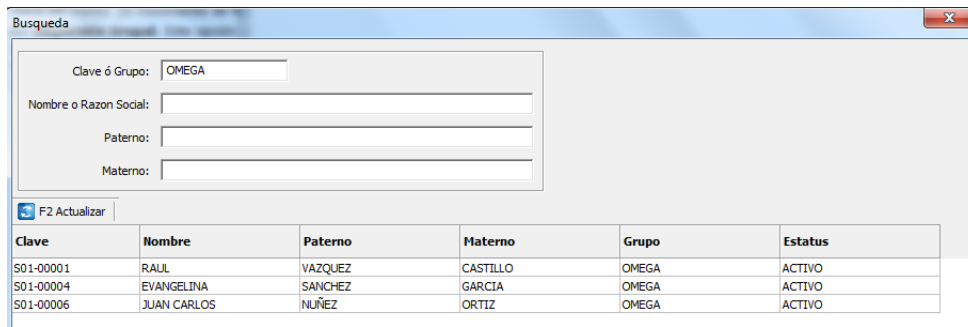 Busqueda
Clave ó Grupo: OMEGA
Nombre o Razon Social:
Paterno:
Materno:
F2 Actualizar
Clave Nombre Paterno Materno Grupo Estatus
S01-00001 RAUL VAZQUEZ CASTILLO OMEGA ACTIVO
S01-00004 EVANGELINA SANCHEZ GARCIA OMEGA ACTIVO
S01-00006 JUAN CARLOS NUÑEZ ORTIZ OMEGA ACTIVO